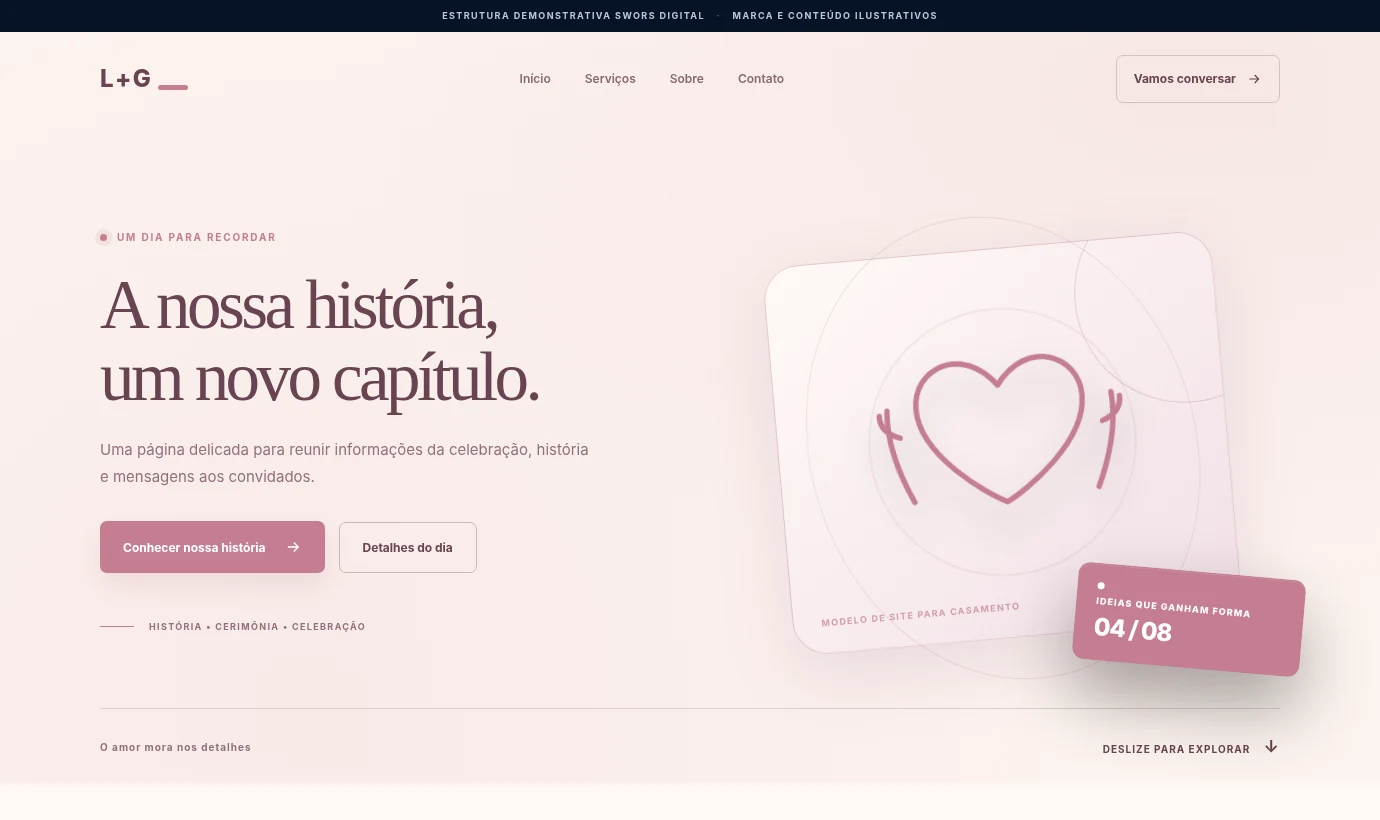 ESTRUTURA DEMONSTRATIVA SWORS DIGITAL · MARCA E CONTEÚDO ILUSTRATIVOS
L+G
Início Serviços Sobre Contato
Vamos conversar →
UM DIA PARA RECORDAR
A nossa história,
um novo capítulo.
Uma página delicada para reunir informações da celebração, história
e mensagens aos convidados.
Conhecer nossa história →
Detalhes do dia
HISTÓRIA • CERIMÔNIA • CELEBRAÇÃO
MODELO DE SITE PARA CASAMENTO
IDEIAS QUE GANHAM FORMA
04/08
O amor mora nos detalhes
DESLIZE PARA EXPLORAR ↓